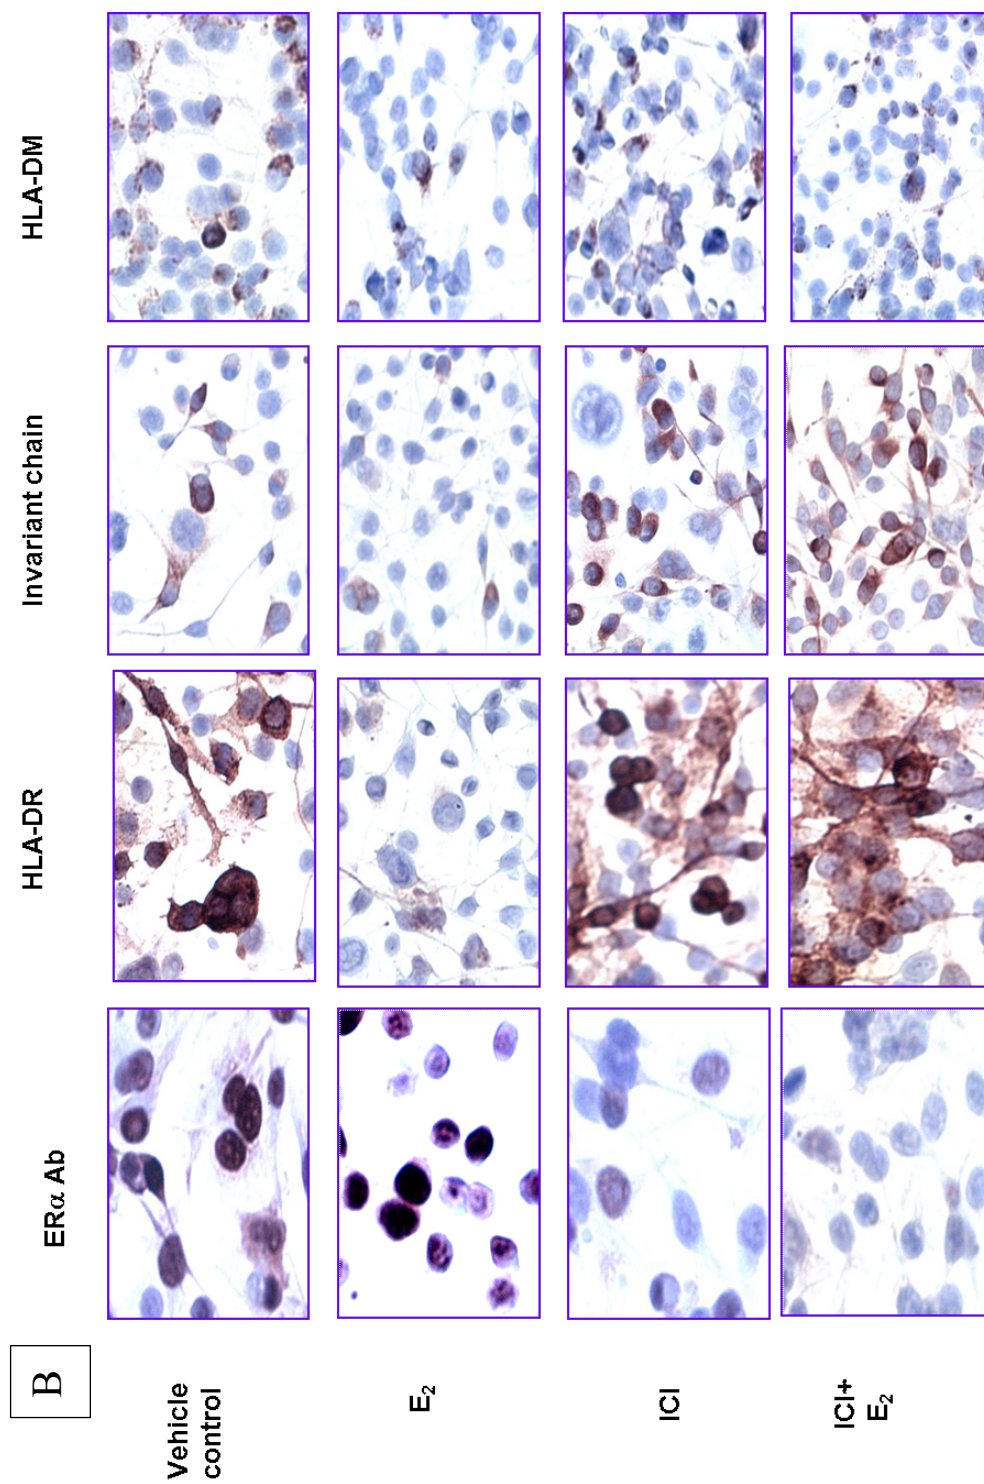 B
ERα Ab
HLA-DR
Invariant chain
HLA-DM
Vehicle
control
E₂
ICI
ICI+
E₂